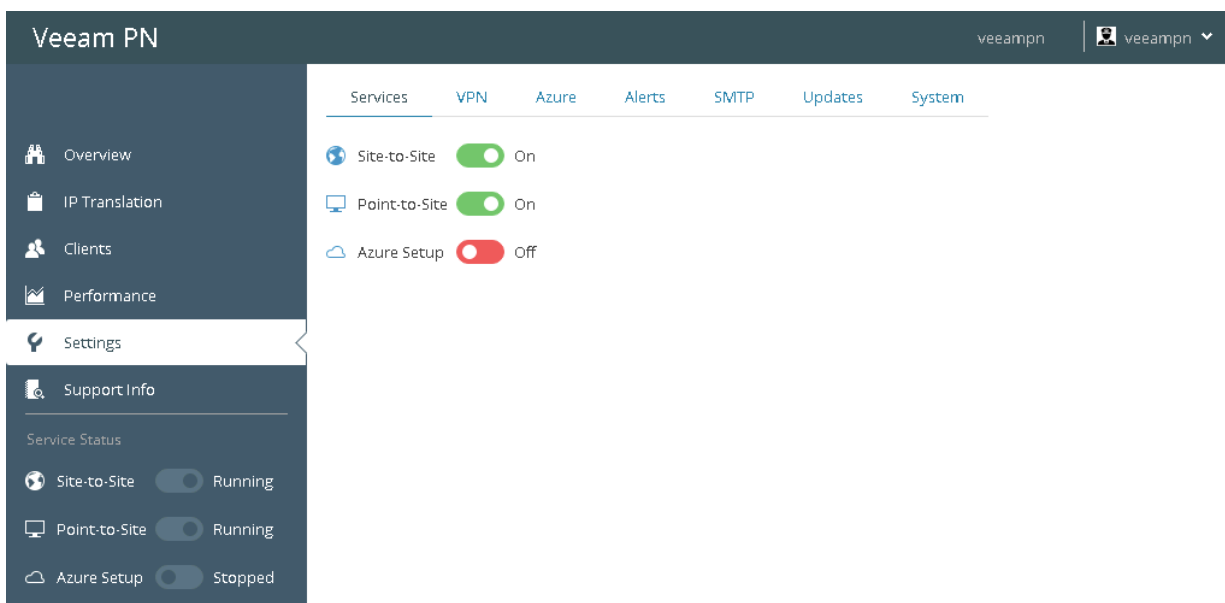 Veeam PN
veeampn
veeampn
Services VPN Azure Alerts SMTP Updates System
Overview
IP Translation
Clients
Performance
Settings
Support Info
Site-to-Site On
Point-to-Site On
Azure Setup Off
Service Status
Site-to-Site Running
Point-to-Site Running
Azure Setup Stopped